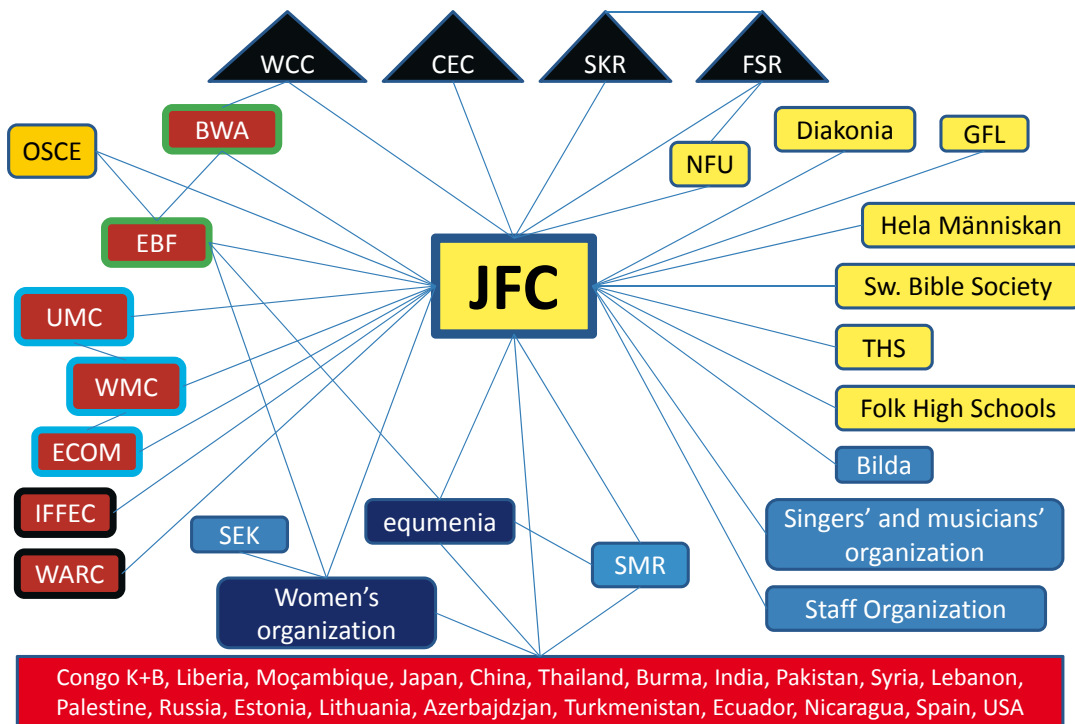 WCC
CEC
SKR
FSR
BWA
Diakonia
GFL
OSCE
NFU
EBF
Hela Människan
JFC
Sw. Bible Society
UMC
THS
WMC
Folk High Schools
ECOM
Bilda
IFFEC
equmenia
Singers’ and musicians’
organization
SEK
SMR
WARC
Women’s
organization
Staff Organization
Congo K+B, Liberia, Moçambique, Japan, China, Thailand, Burma, India, Pakistan, Syria, Lebanon,
Palestine, Russia, Estonia, Lithuania, Azerbajdzjan, Turkmenistan, Ecuador, Nicaragua, Spain, USA